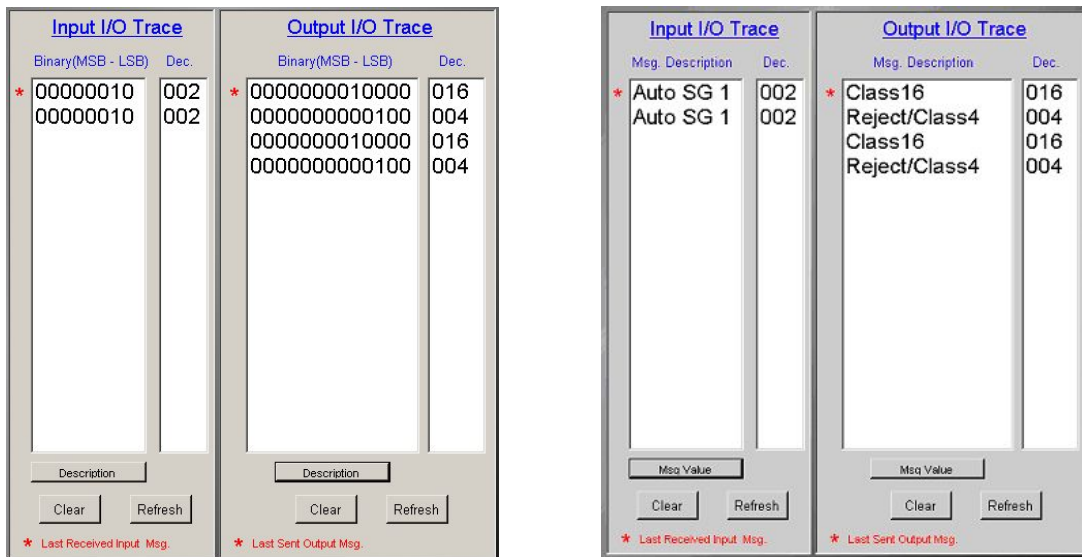 Input I/O Trace
Binary(MSB - LSB) Dec.
* 00000010 002
00000010 002
Description
Clear Refresh
* Last Received Input Msg.
Output I/O Trace
Binary(MSB - LSB) Dec.
* 0000000010000 016
0000000000100 004
0000000010000 016
0000000000100 004
Description
Clear Refresh
* Last Sent Output Msg.
Input I/O Trace
Msg. Description Dec.
* Auto SG 1 002
Auto SG 1 002
Msg Value
Clear Refresh
* Last Received Input Msg.
Output I/O Trace
Msg. Description Dec.
* Class16 016
Reject/Class4 004
Class16 016
Reject/Class4 004
Msg Value
Clear Refresh
* Last Sent Output Msg.